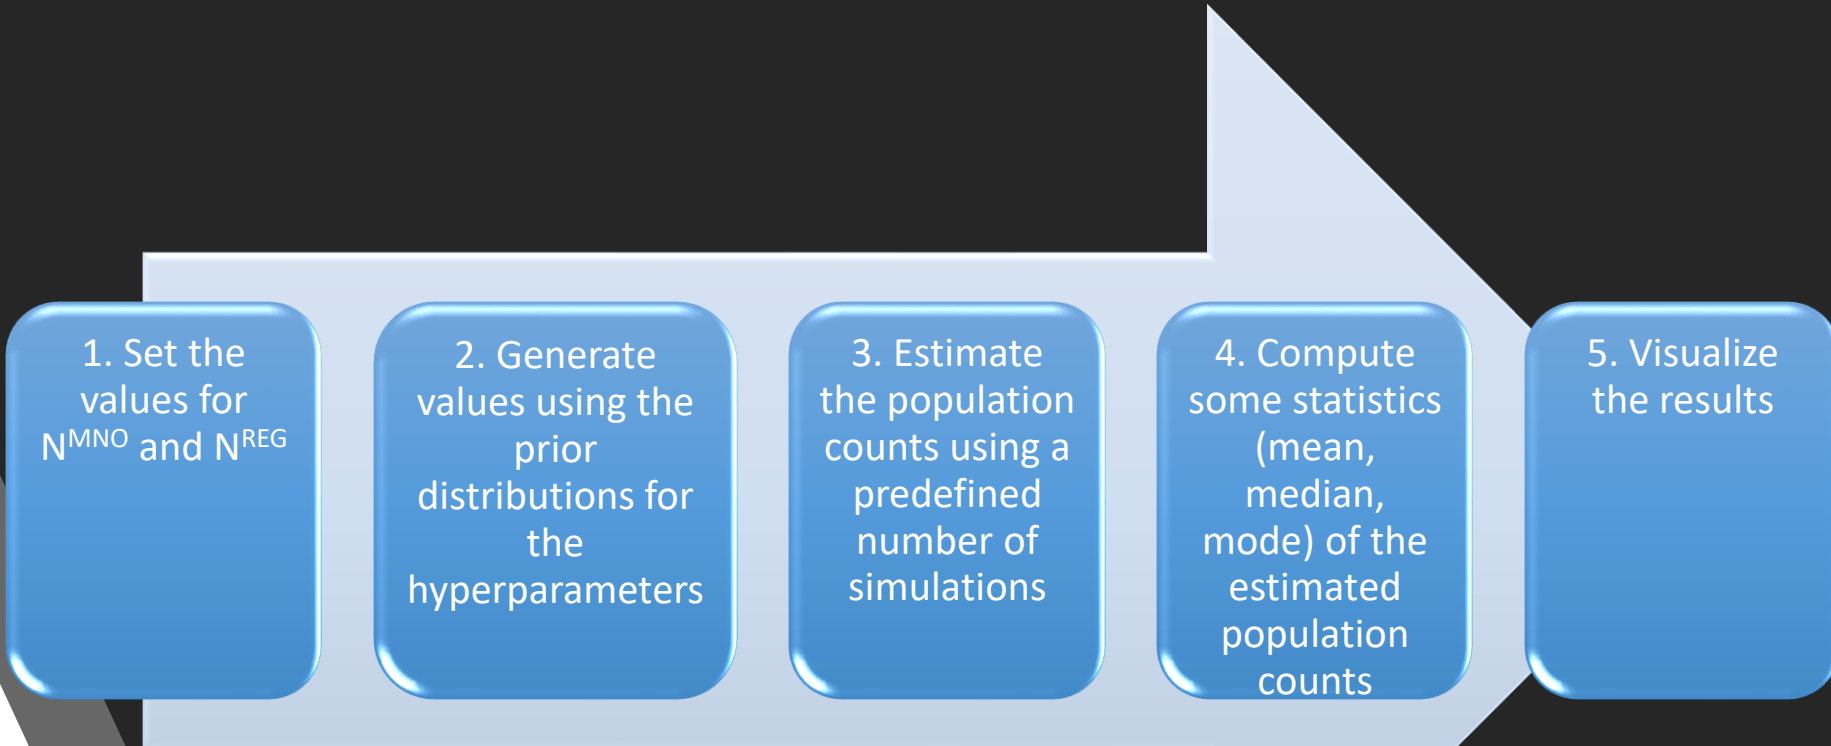 1. Set the
values for
N^MNO and N^REG
2. Generate
values using the
prior
distributions for
the
hyperparameters
3. Estimate
the population
counts using a
predefined
number of
simulations
4. Compute
some statistics
(mean,
median,
mode) of the
estimated
population
counts
5. Visualize
the results